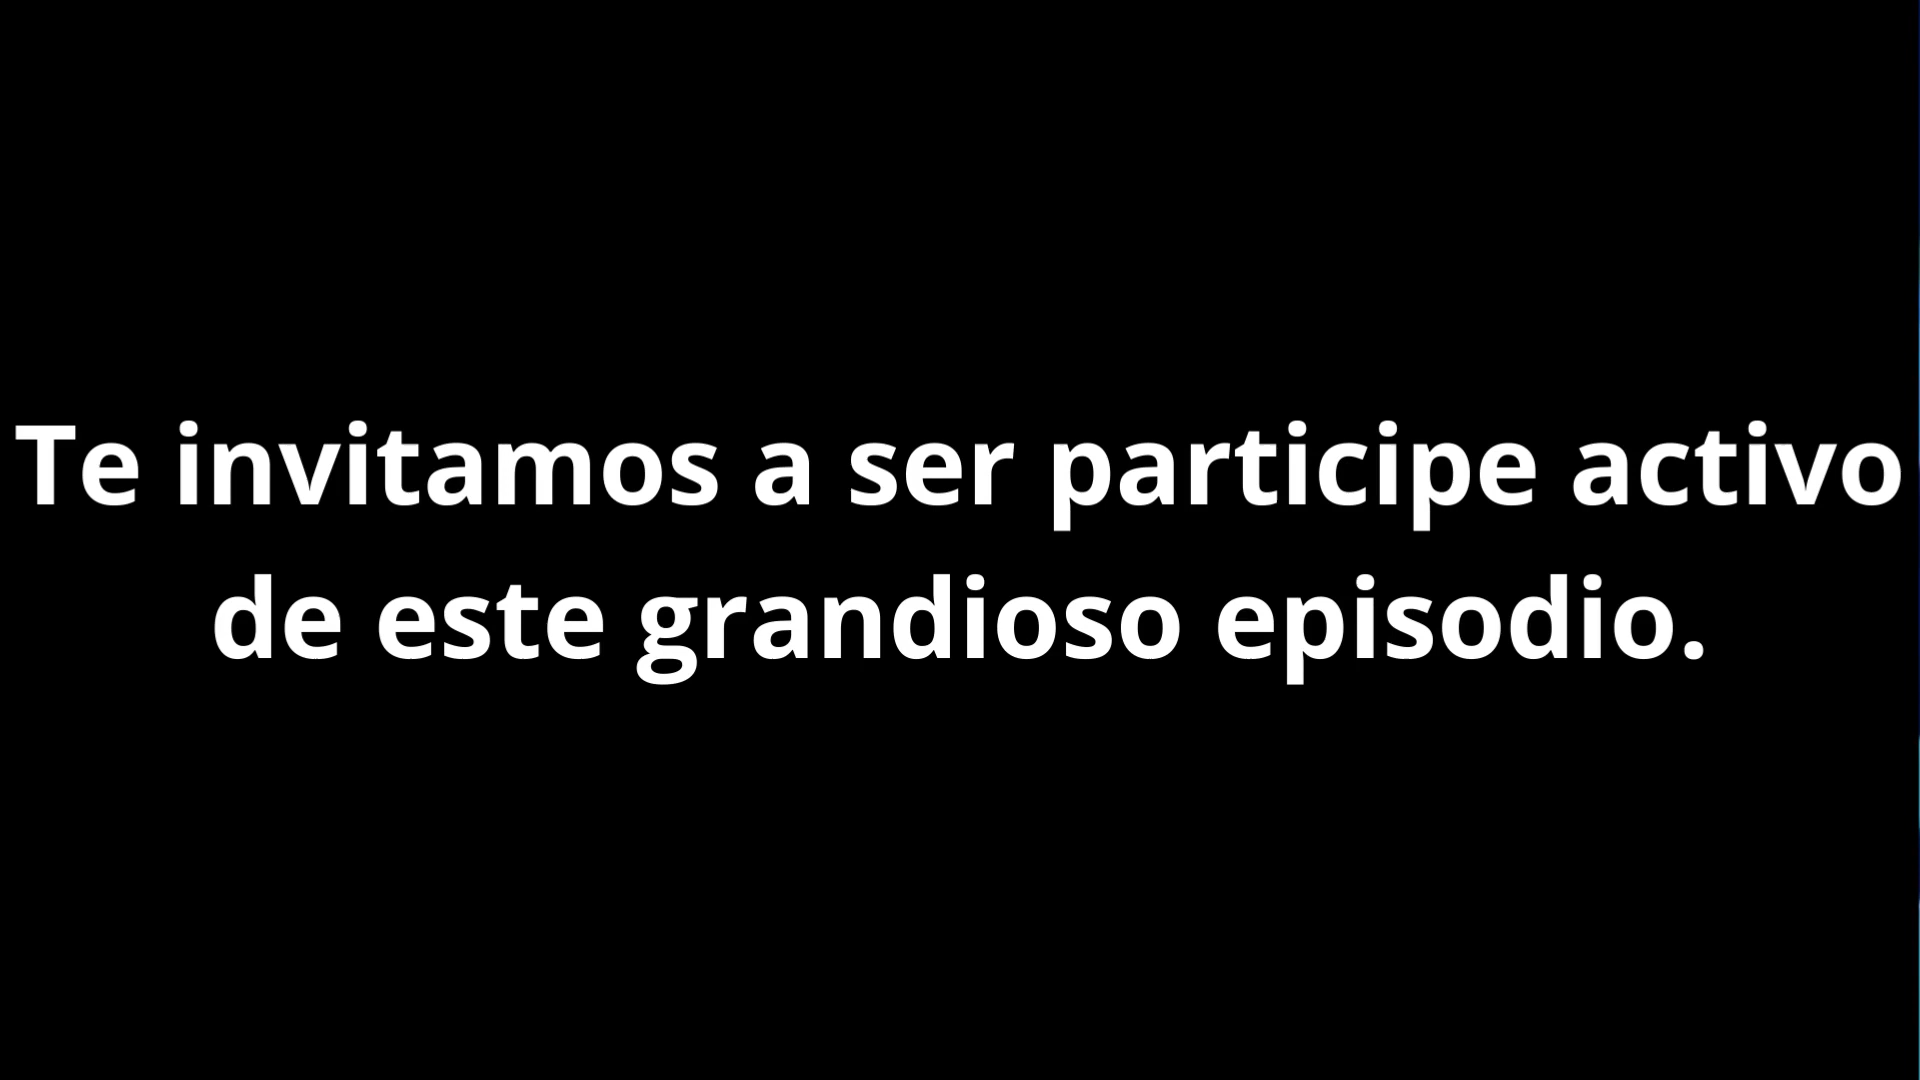 Te invitamos a ser participe activo
de este grandioso episodio.